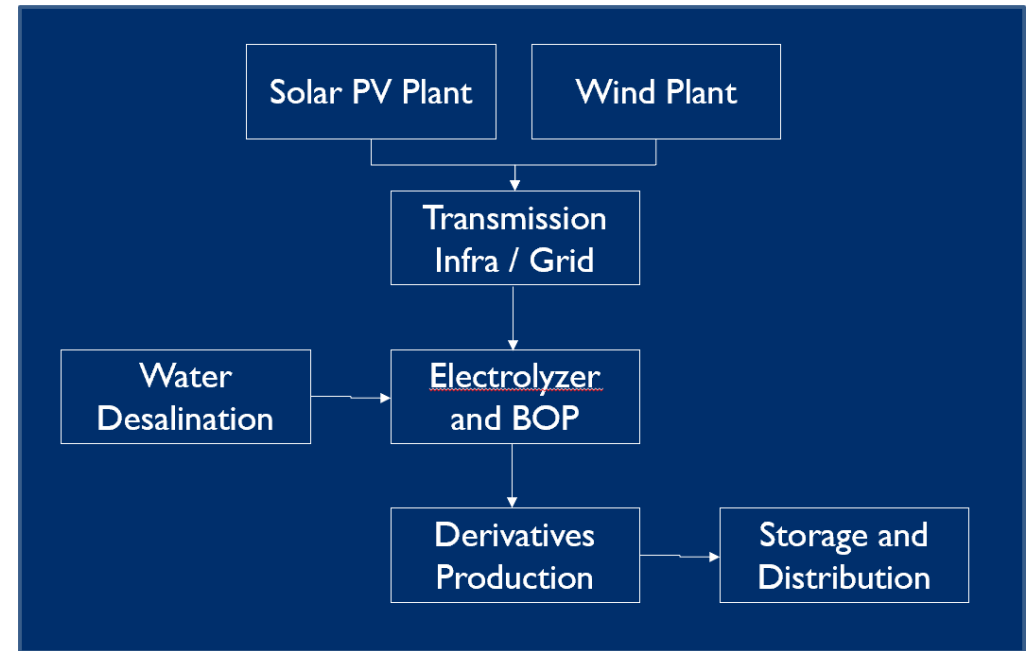 Solar PV Plant
Wind Plant
Transmission
Infra / Grid
Water
Desalination
Electrolyzer
and BOP
Derivatives
Production
Storage and
Distribution